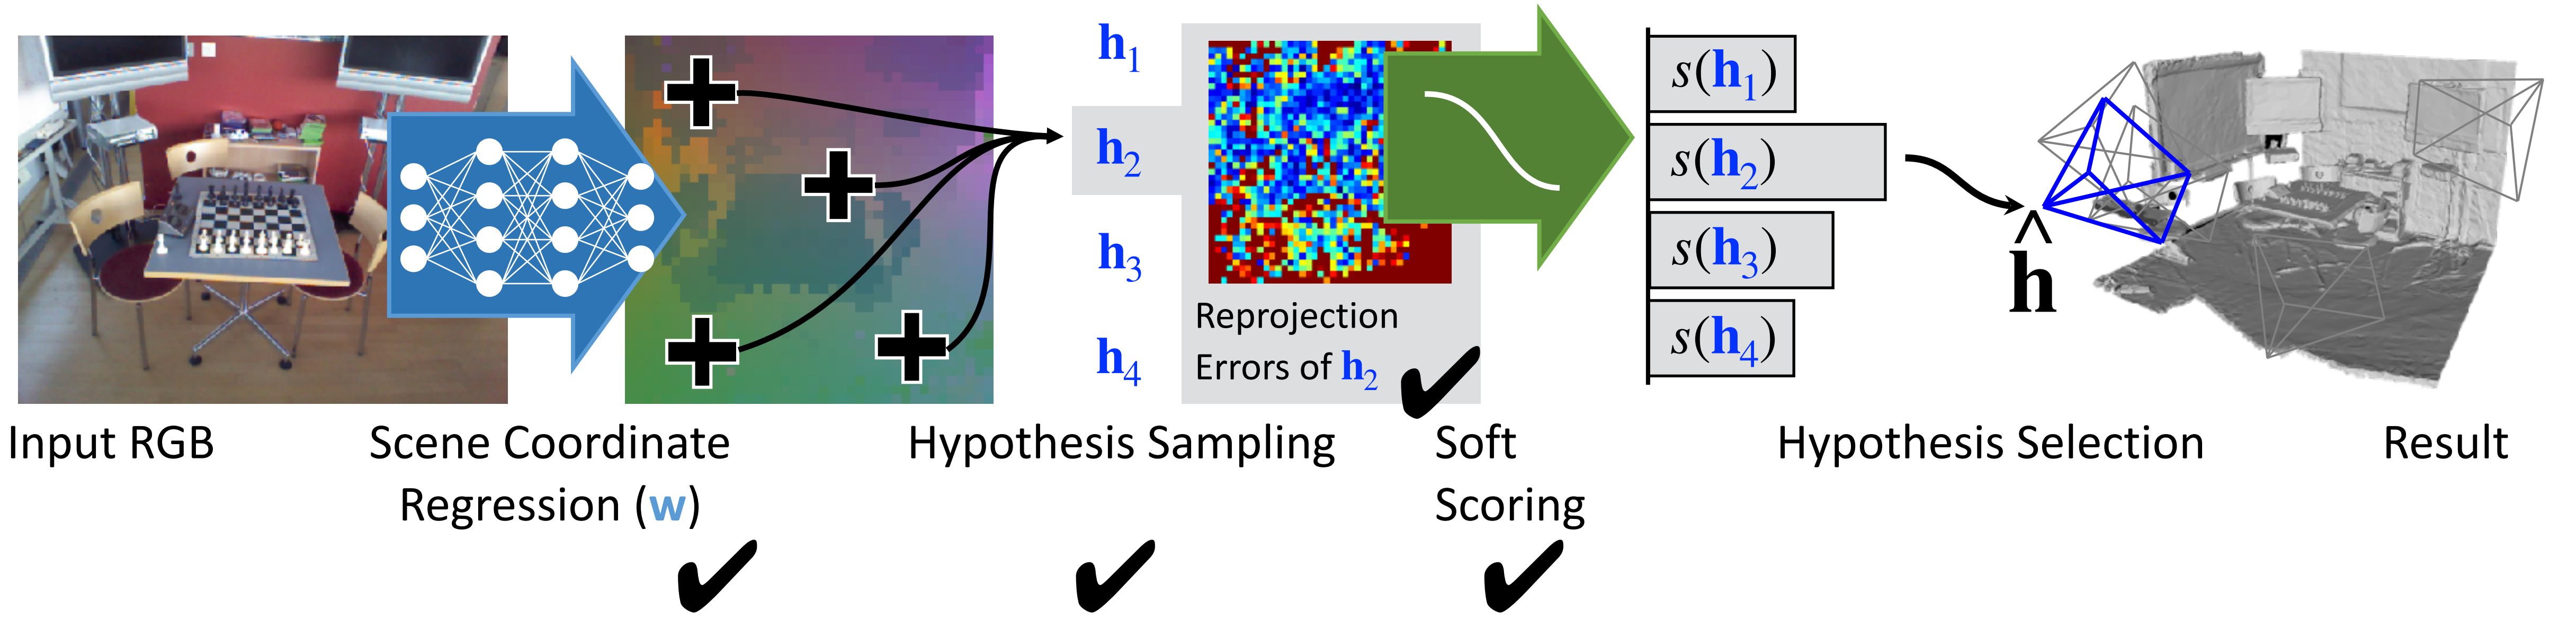 h1
h2
h3
h4
Reprojection
Errors of h2
s(h1)
s(h2)
s(h3)
s(h4)
ĥ
Input RGB
Scene Coordinate
Regression (w)
Hypothesis Sampling
Soft
Scoring
Hypothesis Selection
Result